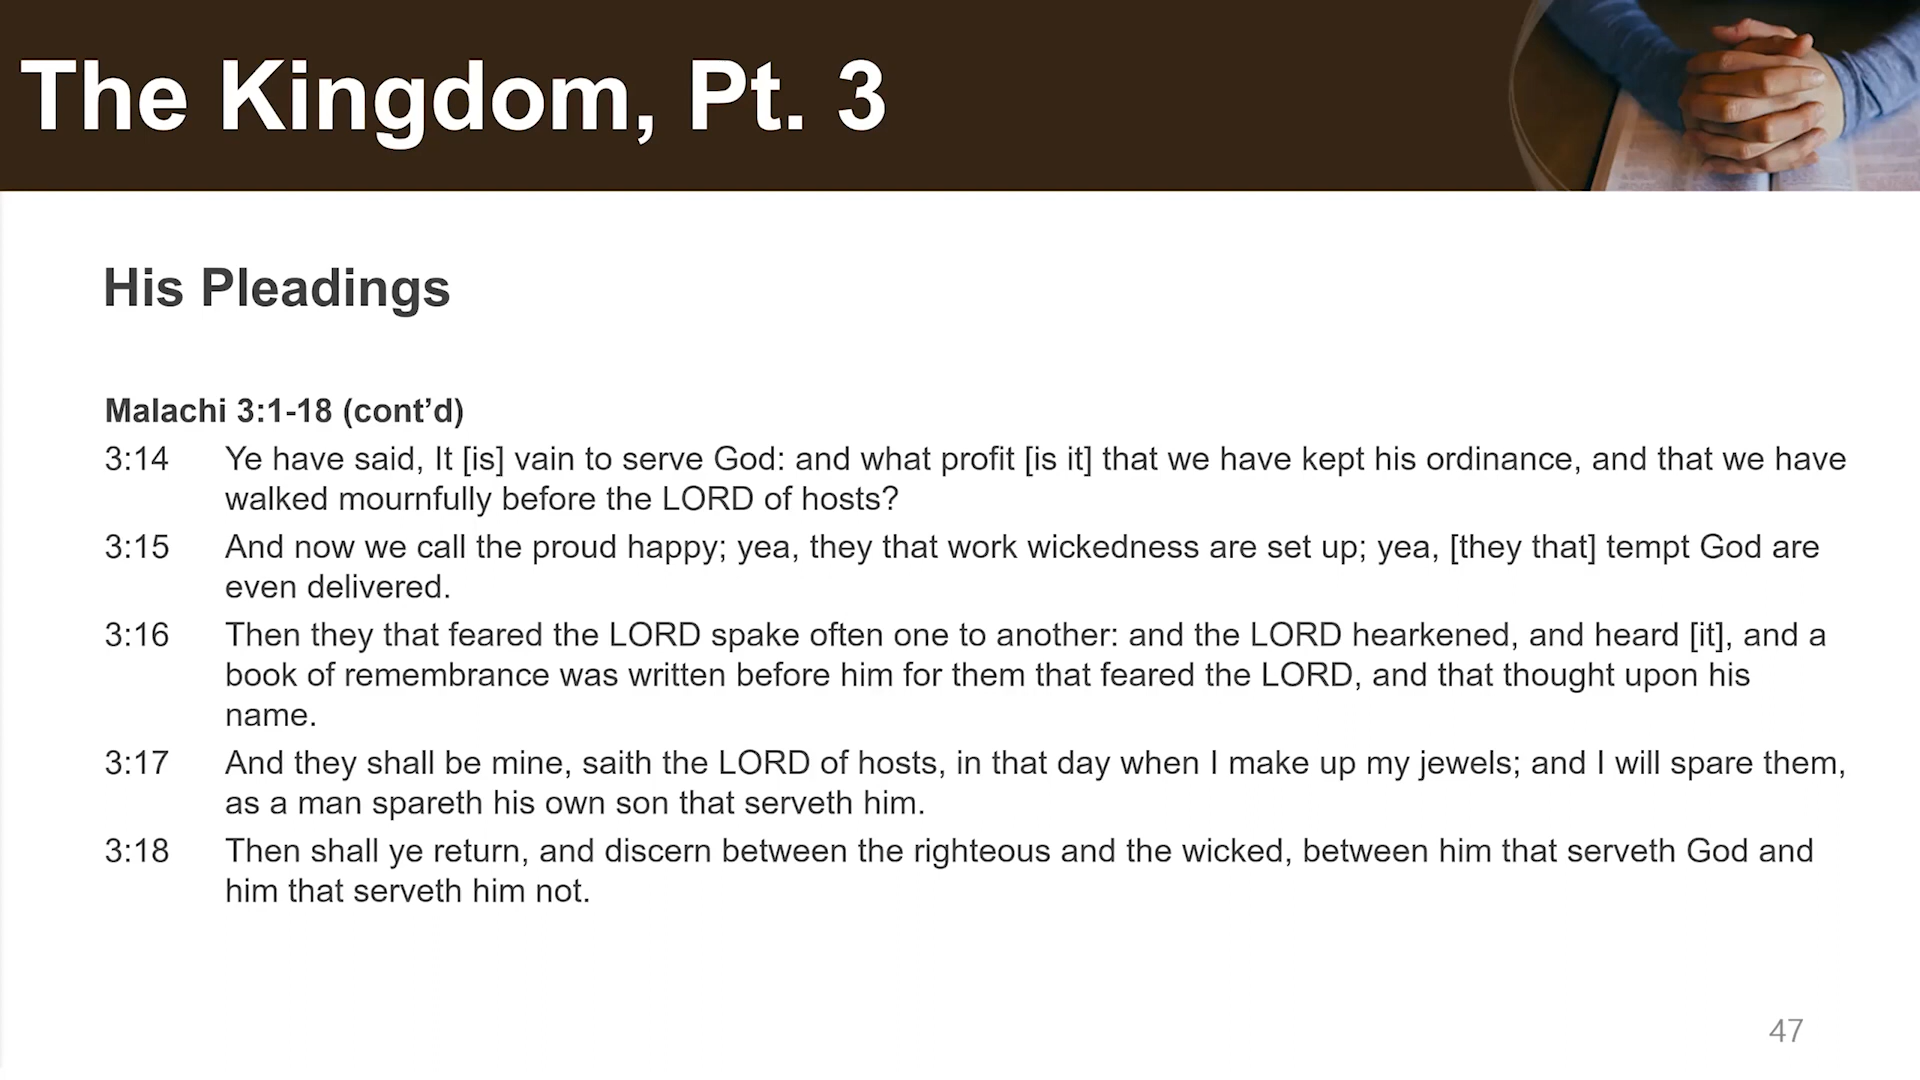 The Kingdom, Pt. 3
His Pleadings
Malachi 3:1-18 (cont’d)
3:14 Ye have said, It [is] vain to serve God: and what profit [is it] that we have kept his ordinance, and that we have
walked mournfully before the LORD of hosts?
3:15 And now we call the proud happy; yea, they that work wickedness are set up; yea, [they that] tempt God are
even delivered.
3:16 Then they that feared the LORD spake often one to another: and the LORD hearkened, and heard [it], and a
book of remembrance was written before him for them that feared the LORD, and that thought upon his
name.
3:17 And they shall be mine, saith the LORD of hosts, in that day when I make up my jewels; and I will spare them,
as a man spareth his own son that serveth him.
3:18 Then shall ye return, and discern between the righteous and the wicked, between him that serveth God and
him that serveth him not.
47